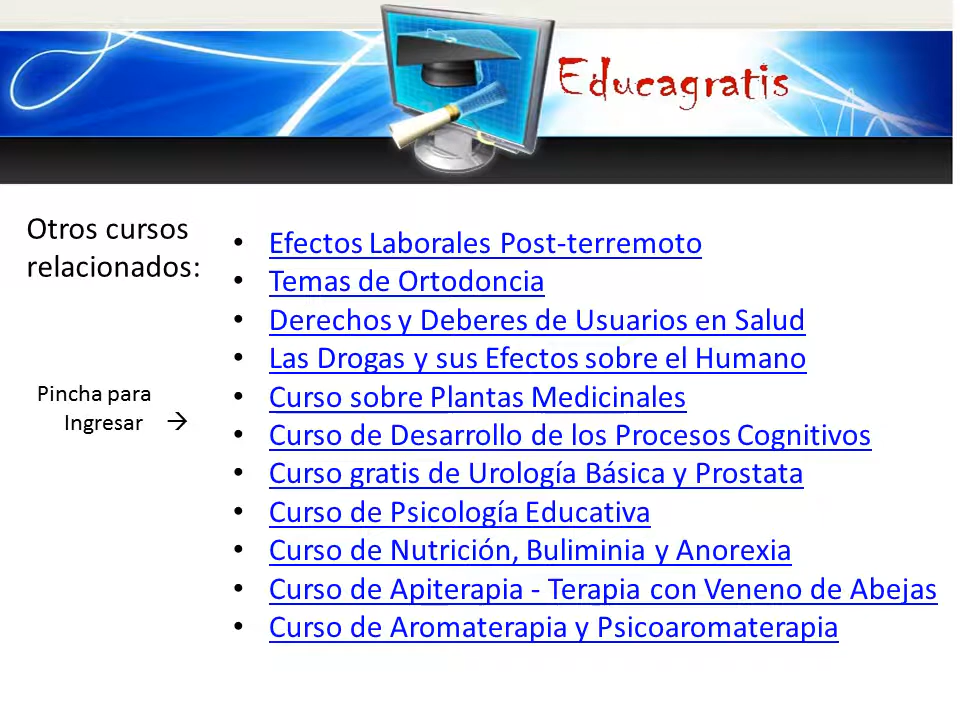 Educagratis
Otros cursos
relacionados:
Pincha para
Ingresar →
• Efectos Laborales Post-terremoto
• Temas de Ortodoncia
• Derechos y Deberes de Usuarios en Salud
• Las Drogas y sus Efectos sobre el Humano
• Curso sobre Plantas Medicinales
• Curso de Desarrollo de los Procesos Cognitivos
• Curso gratis de Urología Básica y Prostata
• Curso de Psicología Educativa
• Curso de Nutrición, Buliminia y Anorexia
• Curso de Apiterapia - Terapia con Veneno de Abejas
• Curso de Aromaterapia y Psicoaromaterapia